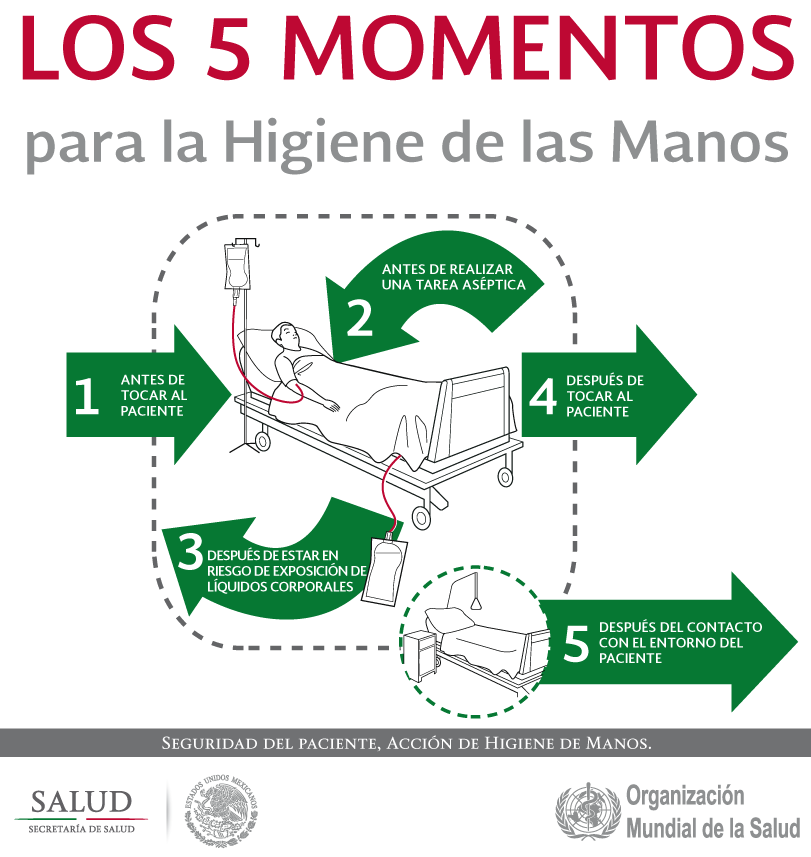 LOS 5 MOMENTOS
para la Higiene de las Manos
1
ANTES DE
TOCAR AL
PACIENTE
2
ANTES DE REALIZAR
UNA TAREA ASÉPTICA
3
DESPUÉS DE ESTAR EN
RIESGO DE EXPOSICIÓN DE
LÍQUIDOS CORPORALES
4
DESPUÉS DE
TOCAR AL
PACIENTE
5
DESPUÉS DEL CONTACTO
CON EL ENTORNO DEL
PACIENTE
SEGURIDAD DEL PACIENTE, ACCIÓN DE HIGIENE DE MANOS.
SALUD
SECRETARÍA DE SALUD
ESTADOS UNIDOS MEXICANOS
Organización
Mundial de la Salud